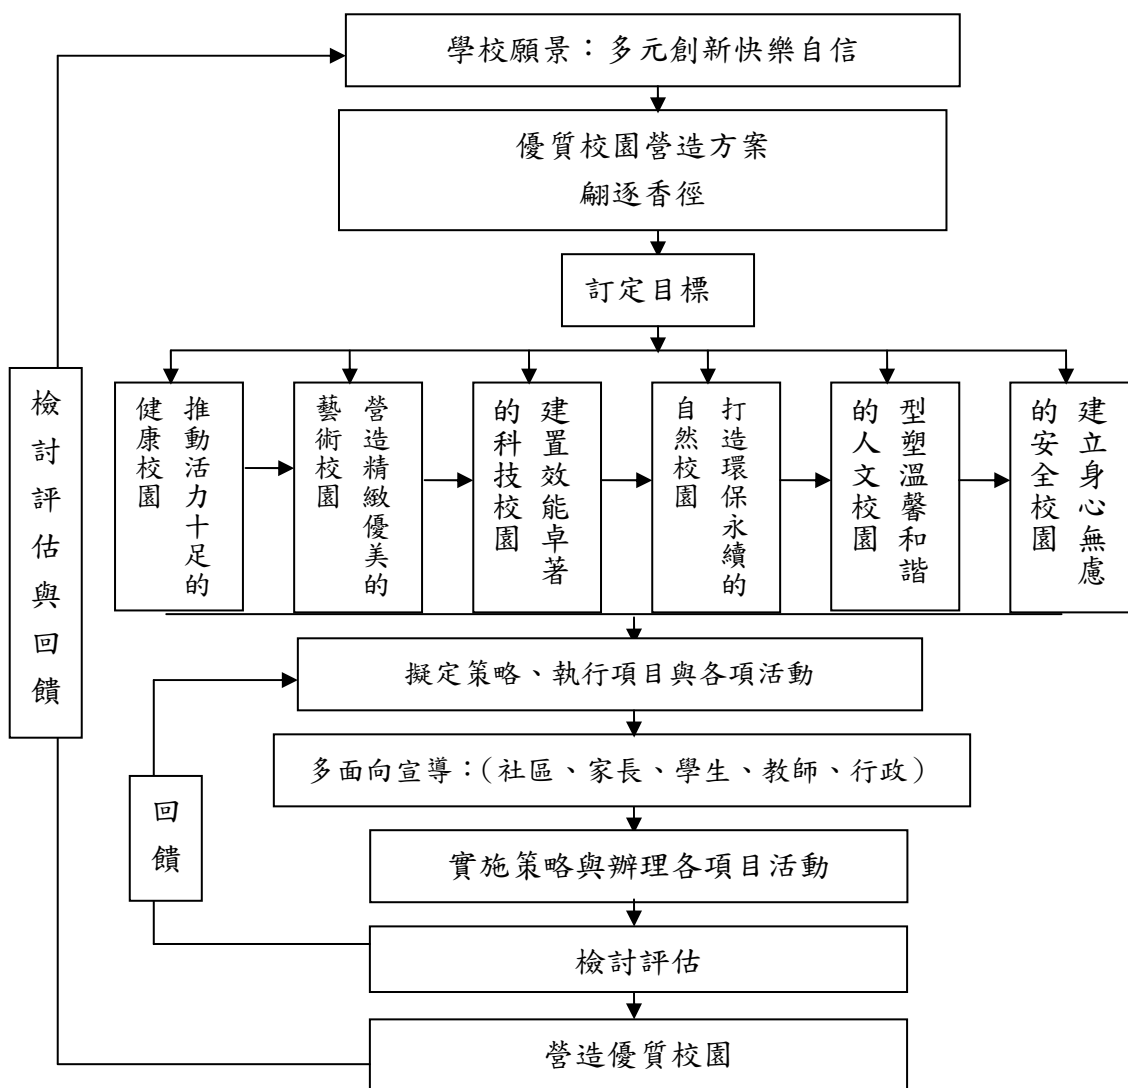 學校願景：多元創新快樂自信
優質校園營造方案
翩逐香徑
訂定目標
推動活力十足的
健康校園
營造精緻優美的
藝術校園
建置效能卓著
的科技校園
打造環保永續的
自然校園
型塑溫馨和諧
的人文校園
建立身心無慮
的安全校園
檢討評估與回饋
擬定策略、執行項目與各項活動
多面向宣導：(社區、家長、學生、教師、行政)
回饋
實施策略與辦理各項目活動
檢討評估
營造優質校園